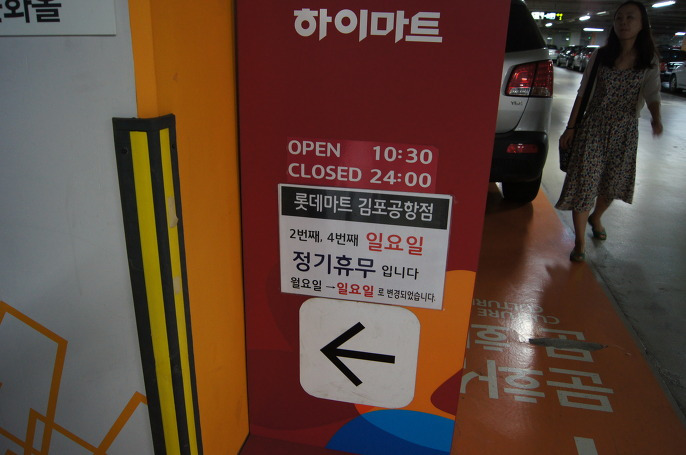 하이마트
OPEN 10:30
CLOSED 24:00
롯데마트 김포공항점
2번째, 4번째 일요일
정기휴무 입니다
월요일 →일요일 로 변경되었습니다.
CULTURE